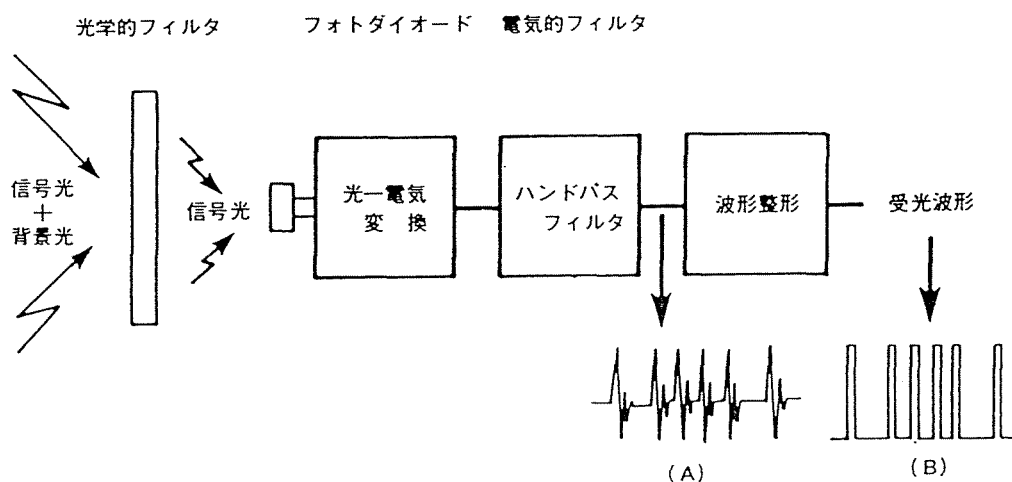 光学的フィルタ
フォトダイオード
電気的フィルタ
信号光
+
背景光
信号光
光ー電気
変換
ハンドパス
フィルタ
波形整形
受光波形
(A)
(B)